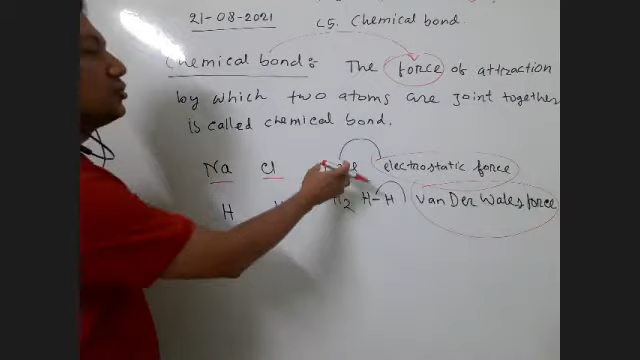 21-08-2021 L5. Chemical bond
Chemical bond: The force of attraction
by which two atoms are joint together
is called chemical bond.
Na Cl electrostatic force
H H2 H-H Van Der Wales force